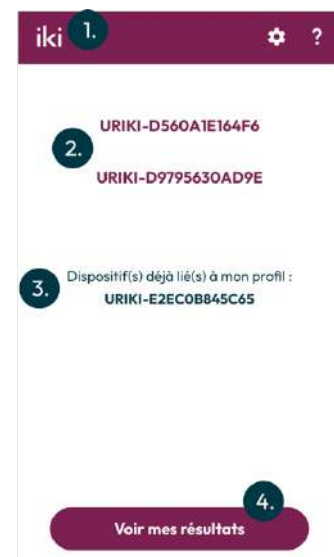 iki 1. ?
URIKI-D560A1E164F6
2.
URIKI-D9795630AD9E
3. Dispositif(s) déjà lié(s) à mon profil :
URIKI-E2EC0B845C65
4.
Voir mes résultats